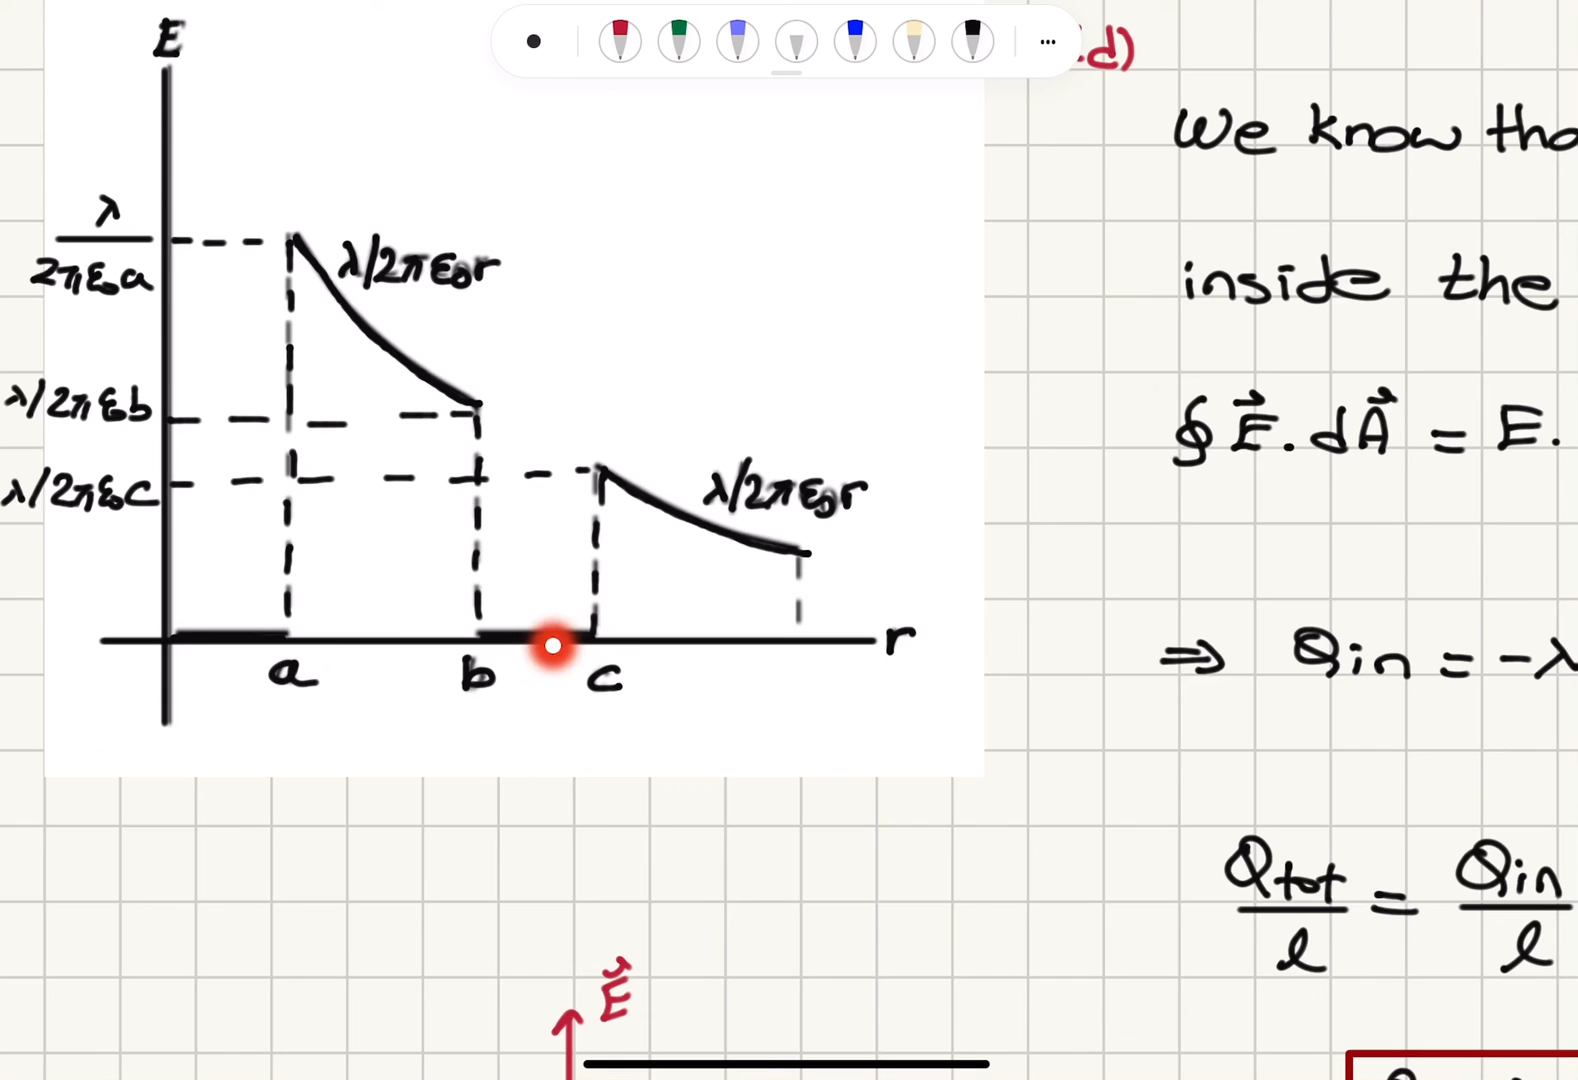 E
.d)
We know tha
λ
2πε₀a
λ/2πε₀r
inside the
λ/2πε₀b
∮ E⃗.dA⃗ = E.
λ/2πε₀c
λ/2πε₀r
r
a b c
⇒ Qin = -λ
Qtot/l = Qin/l
E⃗